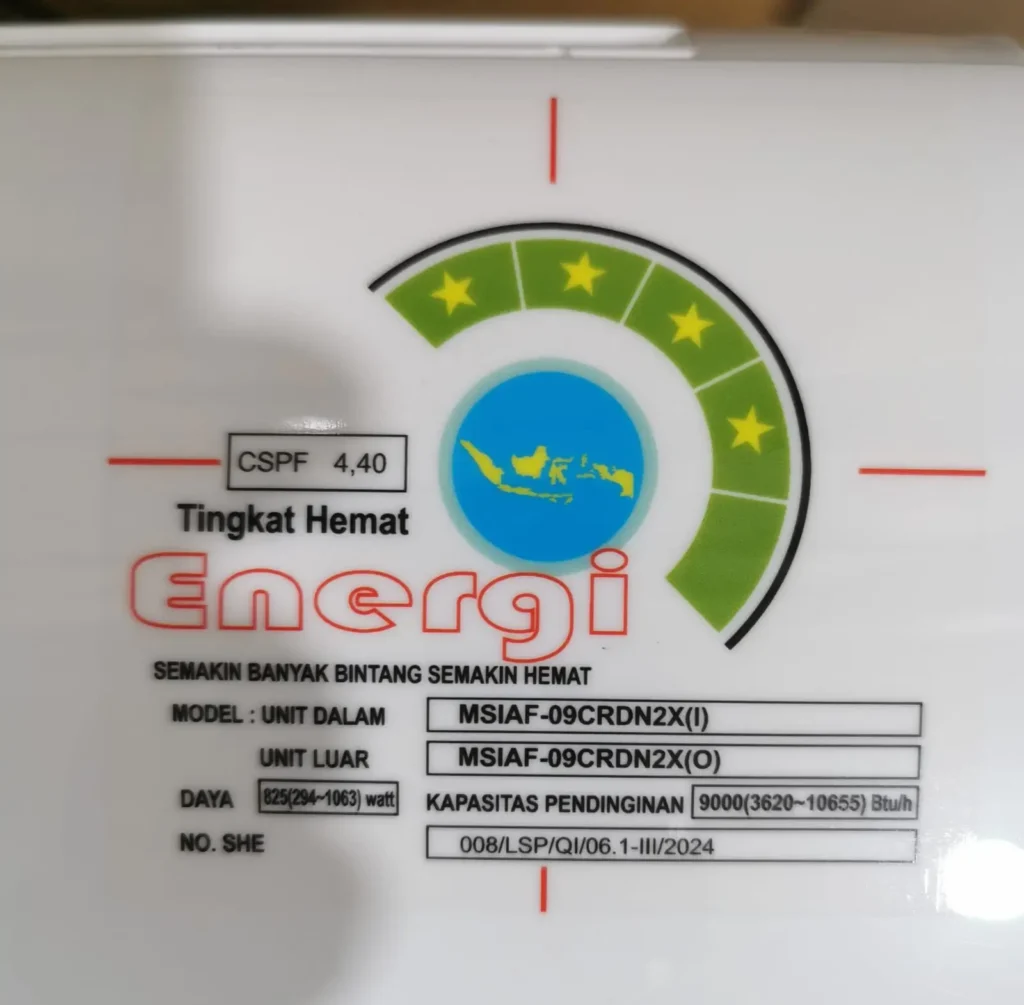 CSPF 4,40
Tingkat Hemat
Energi
SEMAKIN BANYAK BINTANG SEMAKIN HEMAT
MODEL : UNIT DALAM MSIAF-09CRDN2X(I)
UNIT LUAR MSIAF-09CRDN2X(O)
DAYA 825(294~1063) watt KAPASITAS PENDINGINAN 9000(3620~10655) Btu/h
NO. SHE 008/LSP/QI/06.1-III/2024